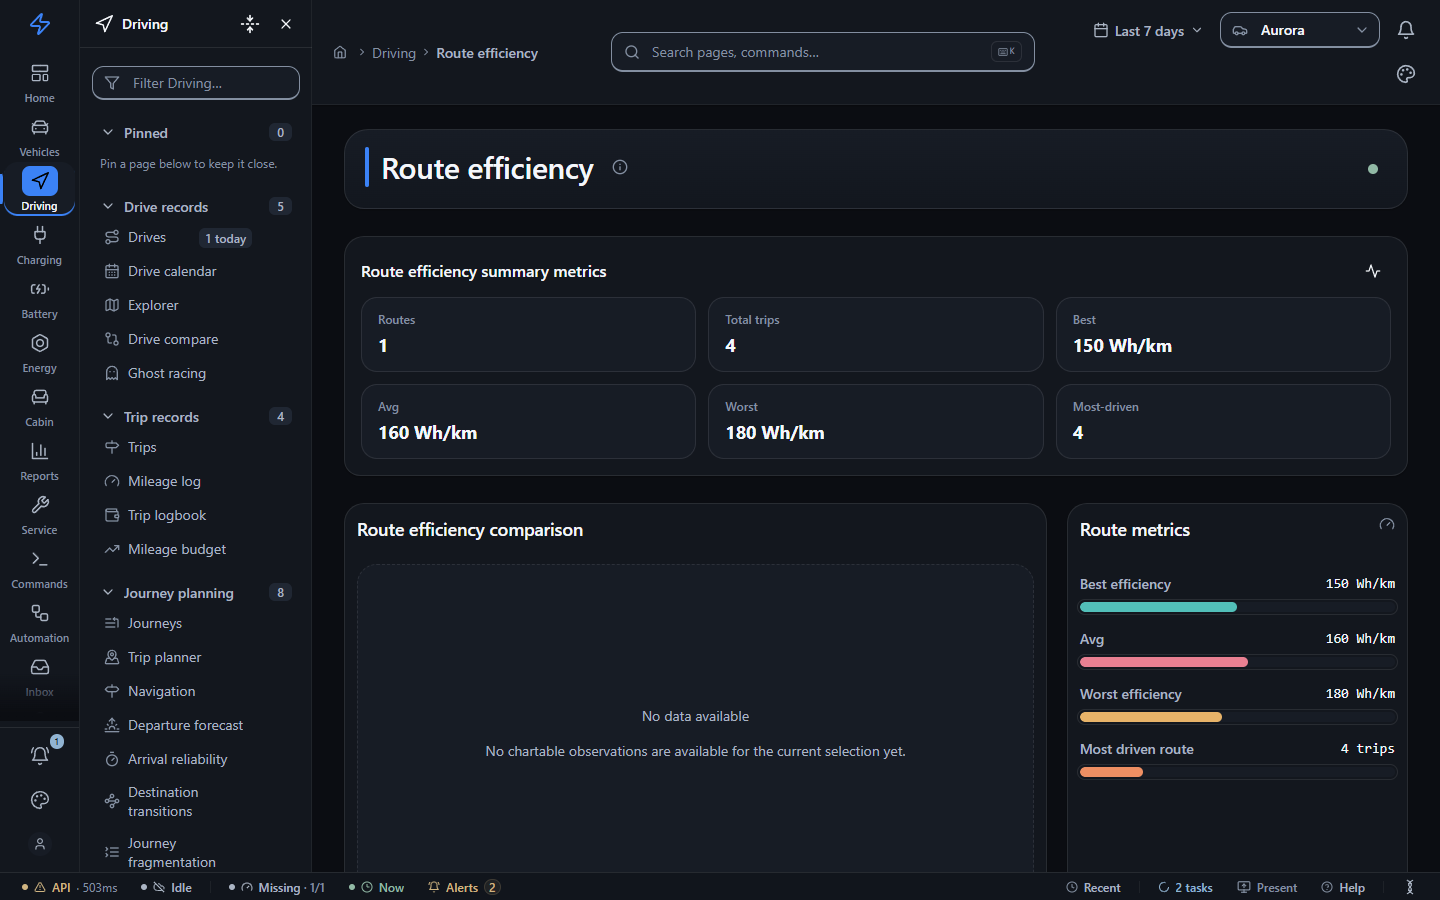 Home
Vehicles
Driving
Charging
Battery
Energy
Cabin
Reports
Service
Commands
Automation
Inbox
1
Driving
Filter Driving...
Pinned 0
Pin a page below to keep it close.
Drive records 5
Drives 1 today
Drive calendar
Explorer
Drive compare
Ghost racing
Trip records 4
Trips
Mileage log
Trip logbook
Mileage budget
Journey planning 8
Journeys
Trip planner
Navigation
Departure forecast
Arrival reliability
Destination
transitions
Journey
fragmentation
Driving Route efficiency
Search pages, commands... K
Last 7 days
Aurora
Route efficiency
Route efficiency summary metrics
Routes
1
Total trips
4
Best
150 Wh/km
Avg
160 Wh/km
Worst
180 Wh/km
Most-driven
4
Route efficiency comparison
No data available
No chartable observations are available for the current selection yet.
Route metrics
Best efficiency 150 Wh/km
Avg 160 Wh/km
Worst efficiency 180 Wh/km
Most driven route 4 trips
API · 503ms Idle Missing · 1/1 Now Alerts 2 Recent 2 tasks Present Help